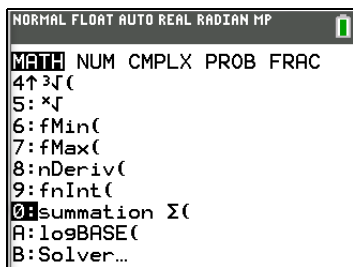 NORMAL FLOAT AUTO REAL RADIAN MP
MATH NUM CMPLX PROB FRAC
4↑³√(
5:ˣ√
6:fMin(
7:fMax(
8:nDeriv(
9:fnInt(
0:summation Σ(
A:logBASE(
B:Solver…